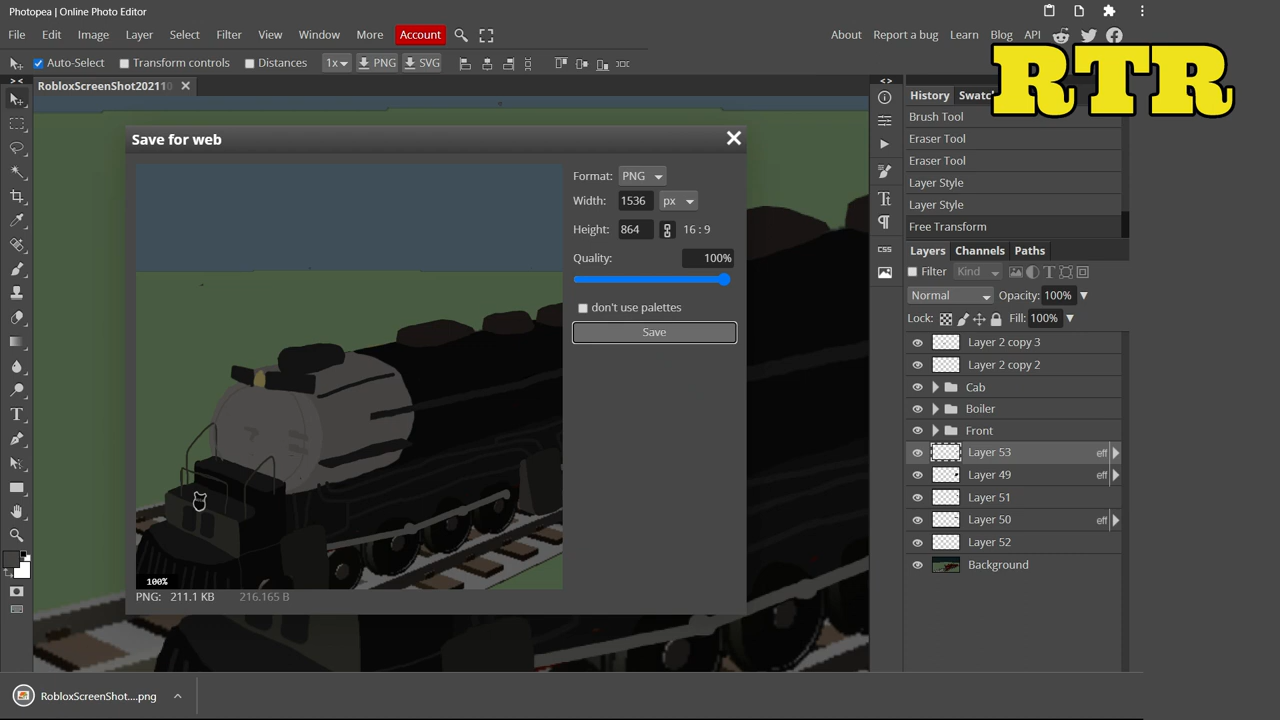 Photopea | Online Photo Editor
File Edit Image Layer Select Filter View Window More Account
About Report a bug Learn Blog API
RTR
Auto-Select Transform controls Distances 1x PNG SVG
RobloxScreenShot20211
History Swatc
Brush Tool
Eraser Tool
Eraser Tool
Layer Style
Layer Style
Free Transform
Save for web
Format: PNG
Width: 1536 px
Height: 864 16 : 9
Quality: 100%
don't use palettes
Save
100%
PNG: 211.1 KB 216.165 B
CSS
Layers Channels Paths
Filter Kind
Normal Opacity: 100%
Lock: Fill: 100%
Layer 2 copy 3
Layer 2 copy 2
Cab
Boiler
Front
Layer 53 eff
Layer 49 eff
Layer 51
Layer 50 eff
Layer 52
Background
RobloxScreenShot....png